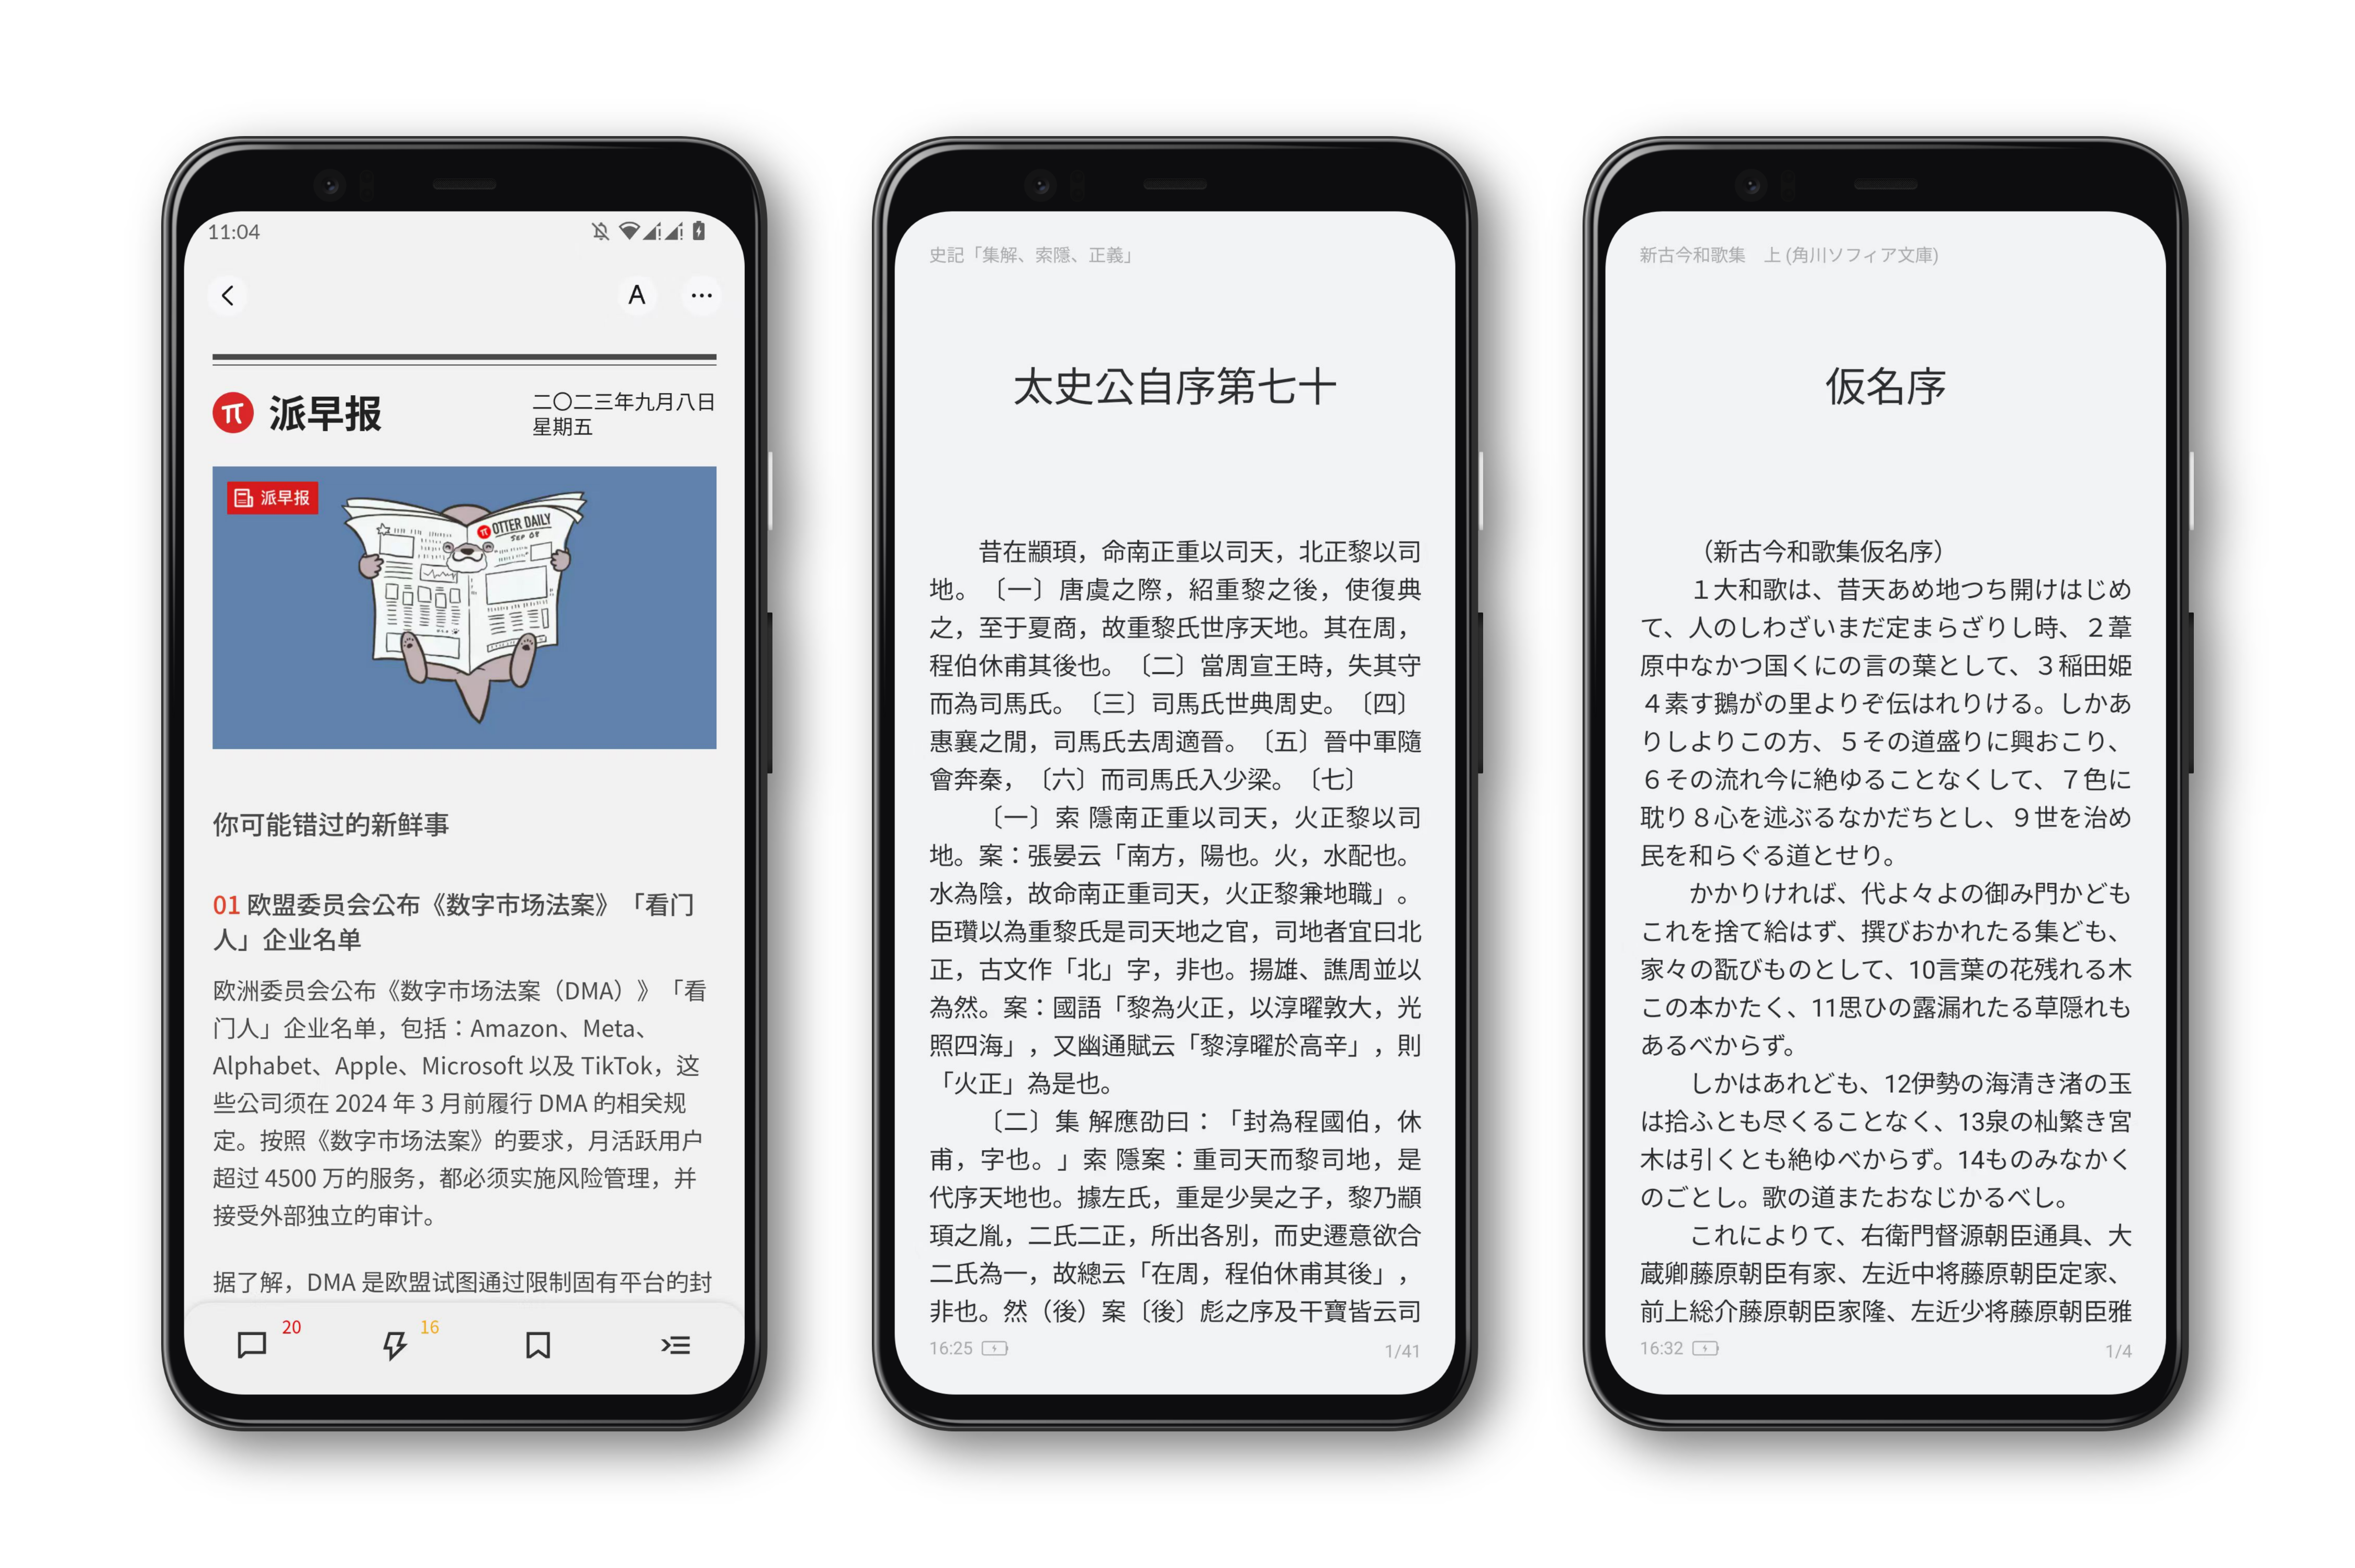 11:04
A
派早报
二〇二三年九月八日
星期五
派早报
OTTER DAILY
SEP 08
你可能错过的新鲜事
01 欧盟委员会公布《数字市场法案》「看门
人」企业名单
欧洲委员会公布《数字市场法案（DMA）》「看
门人」企业名单，包括：Amazon、Meta、
Alphabet、Apple、Microsoft 以及 TikTok，这
些公司须在 2024 年 3 月前履行 DMA 的相关规
定。按照《数字市场法案》的要求，月活跃用户
超过 4500 万的服务，都必须实施风险管理，并
接受外部独立的审计。
据了解，DMA 是欧盟试图通过限制固有平台的封
20
16
史記「集解、索隱、正義」
太史公自序第七十
昔在顓頊，命南正重以司天，北正黎以司
地。〔一〕唐虞之際，紹重黎之後，使復典
之，至于夏商，故重黎氏世序天地。其在周，
程伯休甫其後也。〔二〕當周宣王時，失其守
而為司馬氏。〔三〕司馬氏世典周史。〔四〕
惠襄之閒，司馬氏去周適晉。〔五〕晉中軍隨
會奔秦，〔六〕而司馬氏入少梁。〔七〕
〔一〕索 隱南正重以司天，火正黎以司
地。案：張晏云「南方，陽也。火，水配也。
水為陰，故命南正重司天，火正黎兼地職」。
臣瓚以為重黎氏是司天地之官，司地者宜曰北
正，古文作「北」字，非也。揚雄、譙周並以
為然。案：國語「黎為火正，以淳曜敦大，光
照四海」，又幽通賦云「黎淳曜於高辛」，則
「火正」為是也。
〔二〕集 解應劭曰：「封為程國伯，休
甫，字也。」索 隱案：重司天而黎司地，是
代序天地也。據左氏，重是少昊之子，黎乃顓
頊之胤，二氏二正，所出各別，而史遷意欲合
二氏為一，故總云「在周，程伯休甫其後」，
非也。然（後）案〔後〕彪之序及干寶皆云司
16:25
1/41
新古今和歌集　上 (角川ソフィア文庫)
仮名序
（新古今和歌集仮名序）
１大和歌は、昔天あめ地つち開けはじめ
て、人のしわざいまだ定まらざりし時、２葦
原中なかつ国くにの言の葉として、３稲田姫
４素す鵝がの里よりぞ伝はれりける。しかあ
りしよりこの方、５その道盛りに興おこり、
６その流れ今に絶ゆることなくして、７色に
耽り８心を述ぶるなかだちとし、９世を治め
民を和らぐる道とせり。
かかりければ、代よ々よの御み門かども
これを捨て給はず、撰びおかれたる集ども、
家々の翫びものとして、10言葉の花残れる木
この本かたく、11思ひの露漏れたる草隠れも
あるべからず。
しかはあれども、12伊勢の海清き渚の玉
は拾ふとも尽くることなく、13泉の杣繁き宮
木は引くとも絶ゆべからず。14ものみなかく
のごとし。歌の道またおなじかるべし。
これによりて、右衛門督源朝臣通具、大
蔵卿藤原朝臣有家、左近中将藤原朝臣定家、
前上総介藤原朝臣家隆、左近少将藤原朝臣雅
16:32
1/4